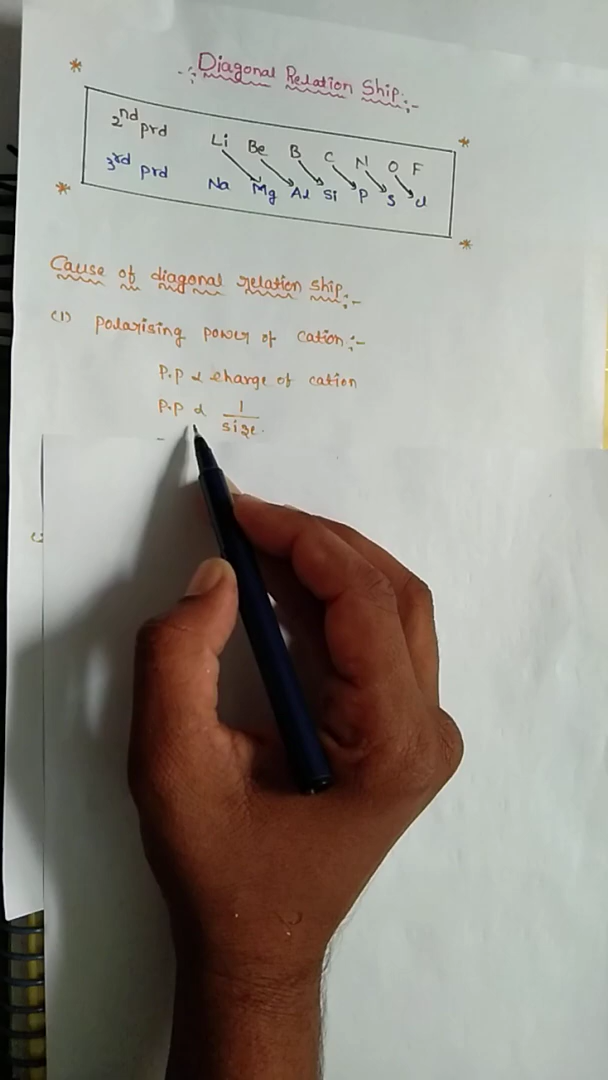 -:Diagonal Relation Ship:-
2nd prd Li Be B C N O F
3rd prd Na Mg Al Si P S Cl
Cause of diagonal relation ship:-
(1) Polarising power of cation:-
P.P α charge of cation
P.P α 1/size.